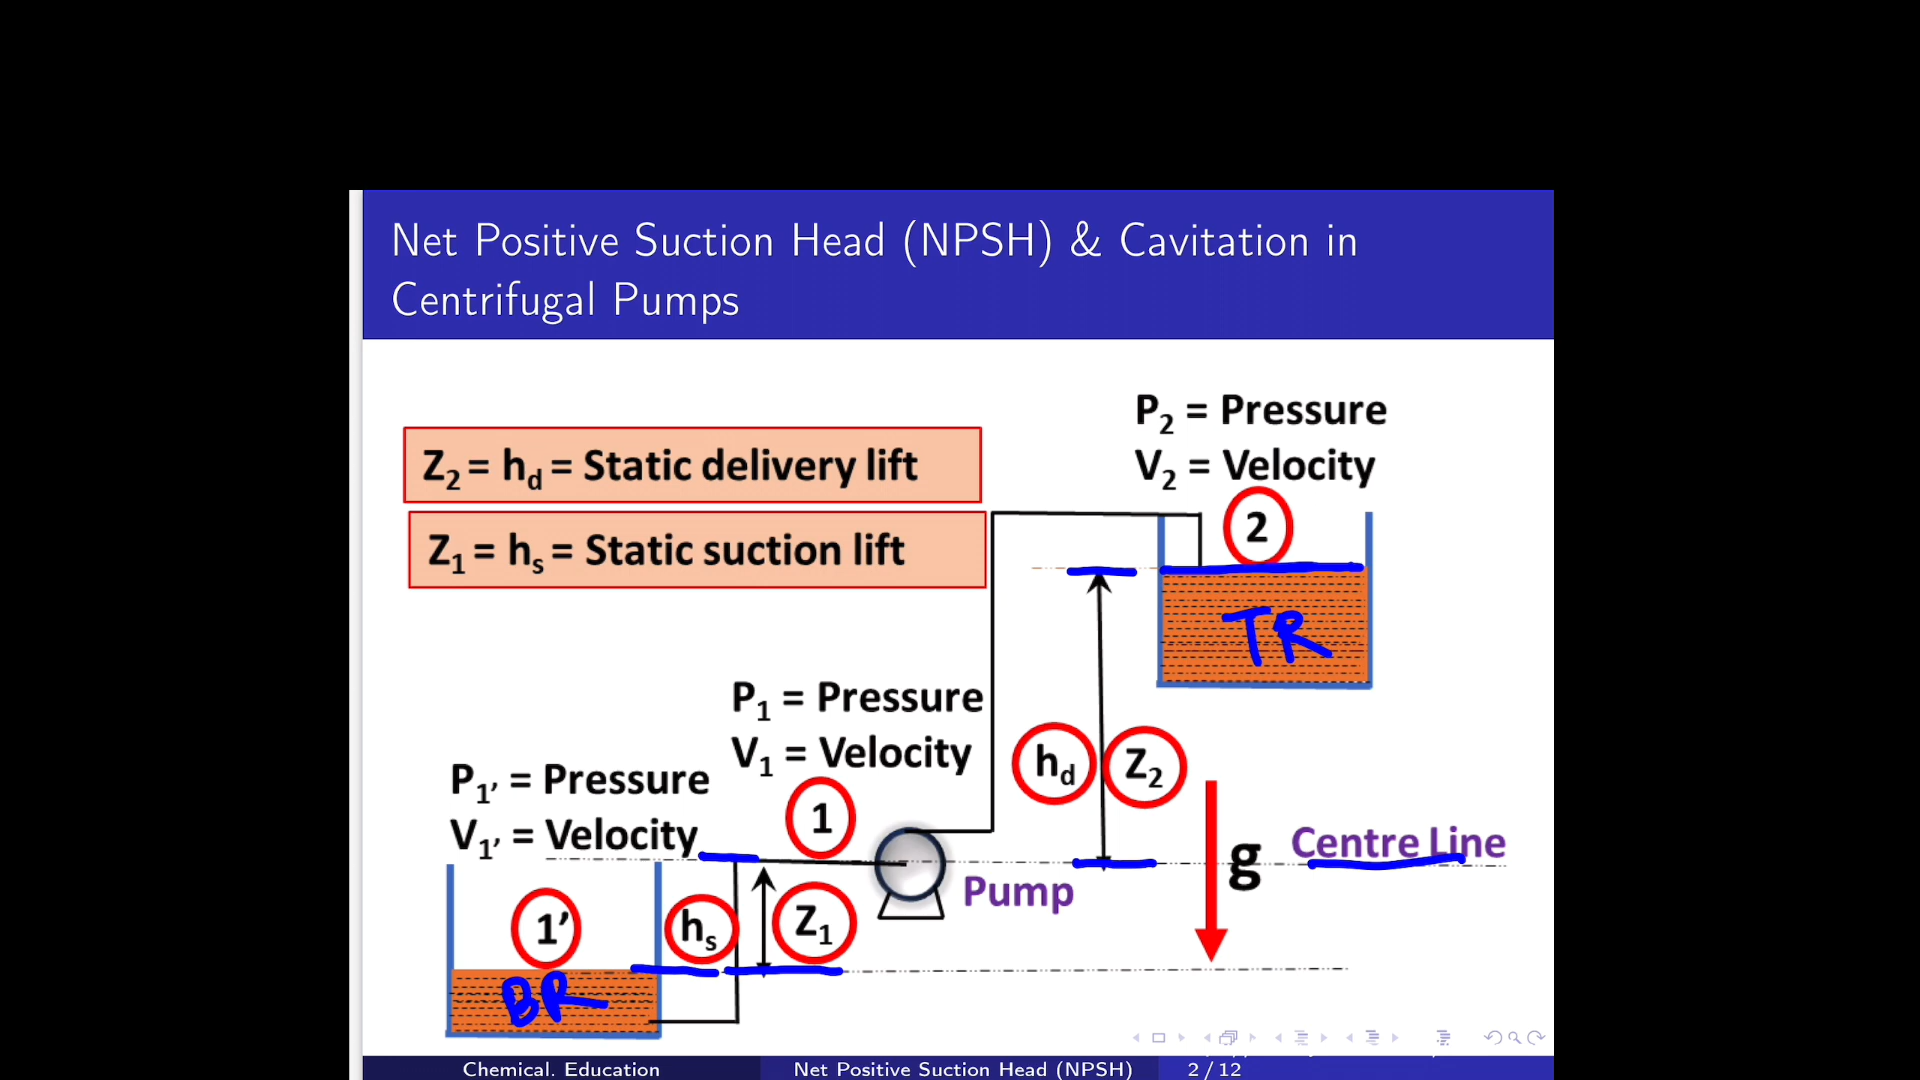 Net Positive Suction Head (NPSH) & Cavitation in
Centrifugal Pumps
P₂ = Pressure
V₂ = Velocity
Z₂ = h_d = Static delivery lift
Z₁ = h_s = Static suction lift
2
TR
P₁ = Pressure
V₁ = Velocity
h_d
Z₂
P₁' = Pressure
V₁' = Velocity
1
g
Centre Line
Pump
1'
h_s
Z₁
BR
Chemical. Education
Net Positive Suction Head (NPSH)
2 / 12